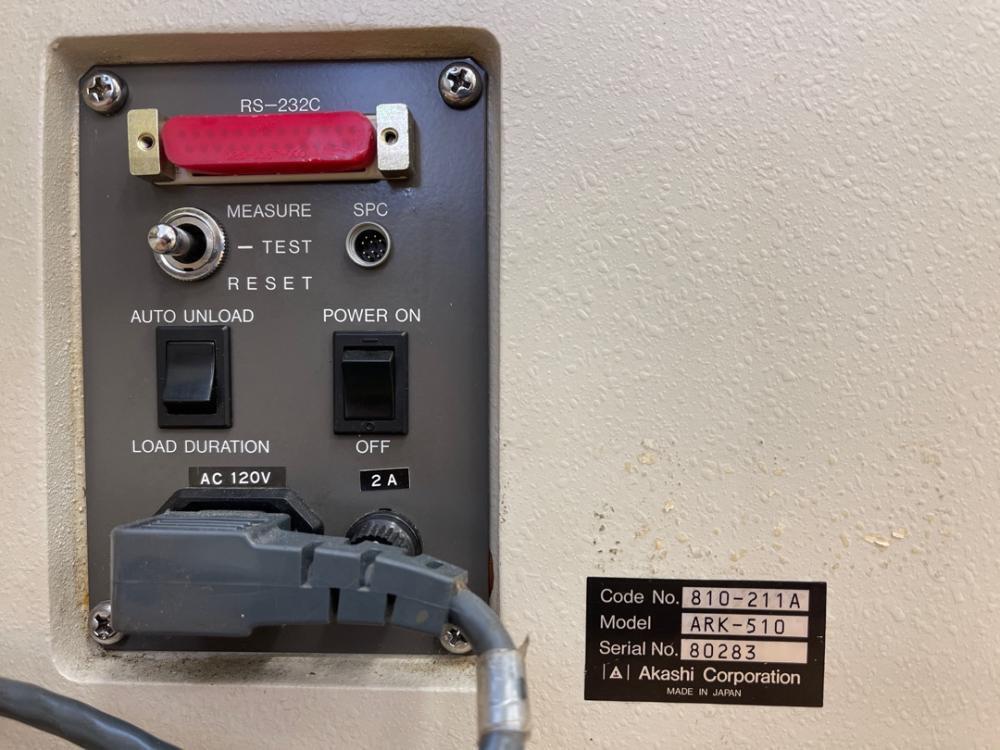 RS-232C
MEASURE
SPC
– TEST
RESET
AUTO UNLOAD
POWER ON
LOAD DURATION
OFF
AC 120V
2 A
Code No. 810-211A
Model ARK-510
Serial No. 80283
Akashi Corporation
MADE IN JAPAN